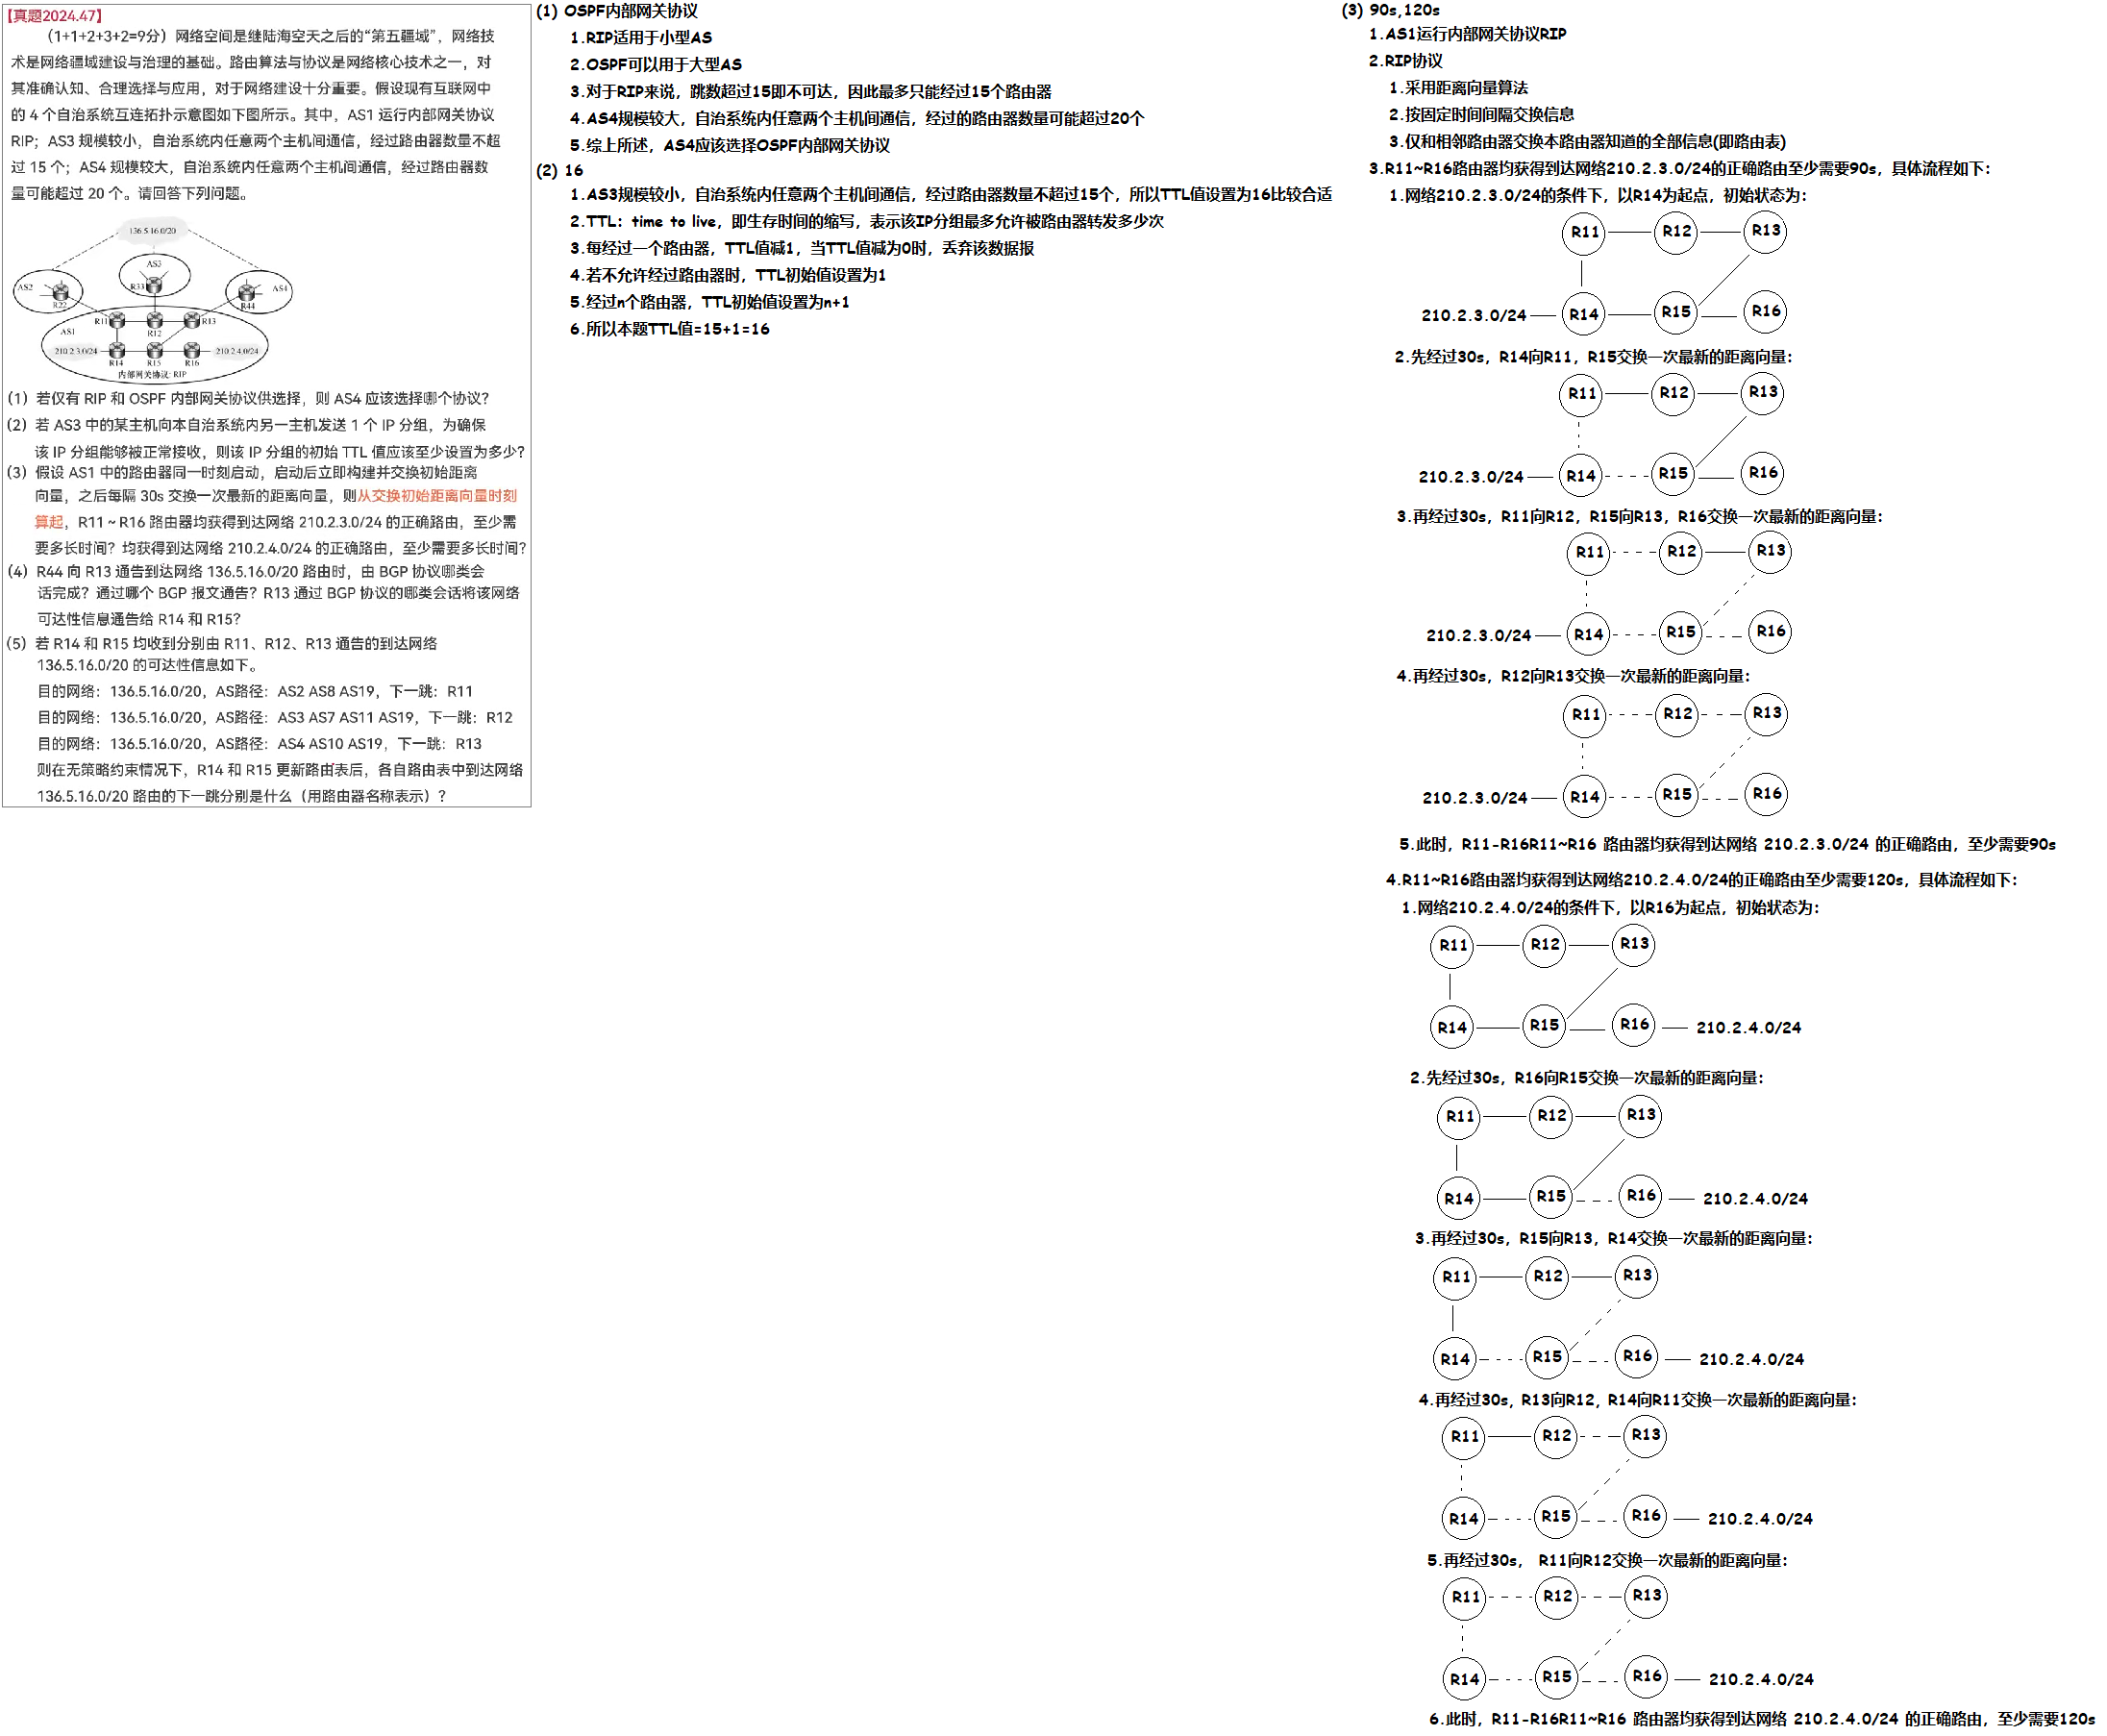 【真题2024.47】
（1+1+2+3+2=9分）网络空间是继陆海空天之后的“第五疆域”，网络技
术是网络疆域建设与治理的基础。路由算法与协议是网络核心技术之一，对
其准确认知、合理选择与应用，对于网络建设十分重要。假设现有互联网中
的 4 个自治系统互连拓扑示意图如下图所示。其中，AS1 运行内部网关协议
RIP；AS3 规模较小，自治系统内任意两个主机间通信，经过路由器数量不超
过 15 个；AS4 规模较大，自治系统内任意两个主机间通信，经过路由器数
量可能超过 20 个。请回答下列问题。
136.5.16.0/20
AS3
AS2
R33
AS4
R22
R44
R11
R12
R13
AS1
210.2.3.0/24
210.2.4.0/24
R14
R15
R16
内部网关协议: RIP
(1) 若仅有 RIP 和 OSPF 内部网关协议供选择，则 AS4 应该选择哪个协议?
(2) 若 AS3 中的某主机向本自治系统内另一主机发送 1 个 IP 分组，为确保
该 IP 分组能够被正常接收，则该 IP 分组的初始 TTL 值应该至少设置为多少?
(3) 假设 AS1 中的路由器同一时刻启动，启动后立即构建并交换初始距离
向量，之后每隔 30s 交换一次最新的距离向量，则从交换初始距离向量时刻
算起，R11 ~ R16 路由器均获得到达网络 210.2.3.0/24 的正确路由，至少需
要多长时间？均获得到达网络 210.2.4.0/24 的正确路由，至少需要多长时间?
(4) R44 向 R13 通告到达网络 136.5.16.0/20 路由时，由 BGP 协议哪类会
话完成？通过哪个 BGP 报文通告？R13 通过 BGP 协议的哪类会话将该网络
可达性信息通告给 R14 和 R15?
(5) 若 R14 和 R15 均收到分别由 R11、R12、R13 通告的到达网络
136.5.16.0/20 的可达性信息如下。
目的网络：136.5.16.0/20，AS路径：AS2 AS8 AS19，下一跳：R11
目的网络：136.5.16.0/20，AS路径：AS3 AS7 AS11 AS19，下一跳：R12
目的网络：136.5.16.0/20，AS路径：AS4 AS10 AS19，下一跳：R13
则在无策略约束情况下，R14 和 R15 更新路由表后，各自路由表中到达网络
136.5.16.0/20 路由的下一跳分别是什么（用路由器名称表示）?
(1) OSPF内部网关协议
1.RIP适用于小型AS
2.OSPF可以用于大型AS
3.对于RIP来说，跳数超过15即不可达，因此最多只能经过15个路由器
4.AS4规模较大，自治系统内任意两个主机间通信，经过的路由器数量可能超过20个
5.综上所述，AS4应该选择OSPF内部网关协议
(2) 16
1.AS3规模较小，自治系统内任意两个主机间通信，经过路由器数量不超过15个，所以TTL值设置为16比较合适
2.TTL：time to live，即生存时间的缩写，表示该IP分组最多允许被路由器转发多少次
3.每经过一个路由器，TTL值减1，当TTL值减为0时，丢弃该数据报
4.若不允许经过路由器时，TTL初始值设置为1
5.经过n个路由器，TTL初始值设置为n+1
6.所以本题TTL值=15+1=16
(3) 90s,120s
1.AS1运行内部网关协议RIP
2.RIP协议
1.采用距离向量算法
2.按固定时间间隔交换信息
3.仅和相邻路由器交换本路由器知道的全部信息(即路由表)
3.R11~R16路由器均获得到达网络210.2.3.0/24的正确路由至少需要90s，具体流程如下：
1.网络210.2.3.0/24的条件下，以R14为起点，初始状态为：
R11 R12 R13
210.2.3.0/24 R14 R15 R16
2.先经过30s，R14向R11，R15交换一次最新的距离向量：
R11 R12 R13
210.2.3.0/24 R14 R15 R16
3.再经过30s，R11向R12，R15向R13，R16交换一次最新的距离向量：
R11 R12 R13
210.2.3.0/24 R14 R15 R16
4.再经过30s，R12向R13交换一次最新的距离向量：
R11 R12 R13
210.2.3.0/24 R14 R15 R16
5.此时，R11-R16R11~R16 路由器均获得到达网络 210.2.3.0/24 的正确路由，至少需要90s
4.R11~R16路由器均获得到达网络210.2.4.0/24的正确路由至少需要120s，具体流程如下：
1.网络210.2.4.0/24的条件下，以R16为起点，初始状态为：
R11 R12 R13
R14 R15 R16 210.2.4.0/24
2.先经过30s，R16向R15交换一次最新的距离向量：
R11 R12 R13
R14 R15 R16 210.2.4.0/24
3.再经过30s，R15向R13，R14交换一次最新的距离向量：
R11 R12 R13
R14 R15 R16 210.2.4.0/24
4.再经过30s，R13向R12，R14向R11交换一次最新的距离向量：
R11 R12 R13
R14 R15 R16 210.2.4.0/24
5.再经过30s， R11向R12交换一次最新的距离向量：
R11 R12 R13
R14 R15 R16 210.2.4.0/24
6.此时，R11-R16R11~R16 路由器均获得到达网络 210.2.4.0/24 的正确路由，至少需要120s